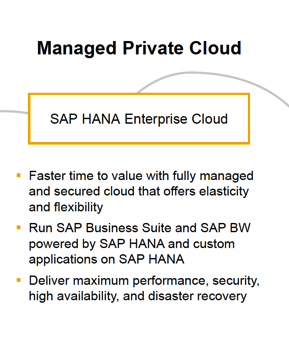 Managed Private Cloud
SAP HANA Enterprise Cloud
▪ Faster time to value with fully managed
and secured cloud that offers elasticity
and flexibility
▪ Run SAP Business Suite and SAP BW
powered by SAP HANA and custom
applications on SAP HANA
▪ Deliver maximum performance, security,
high availability, and disaster recovery